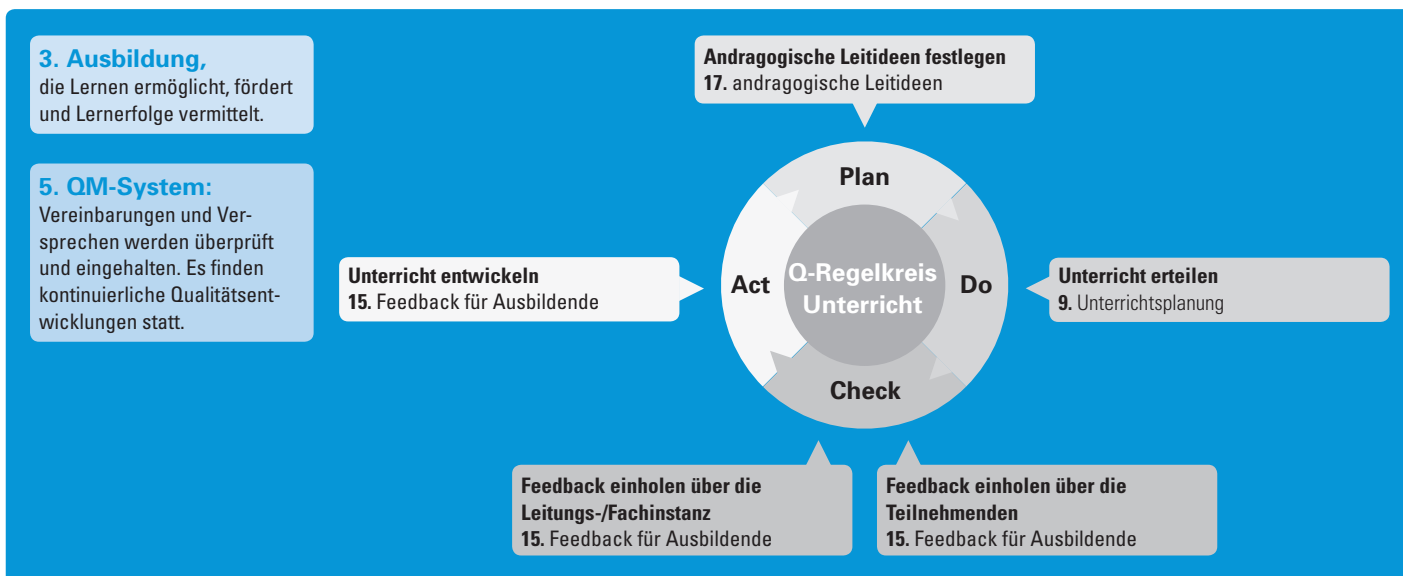 3. Ausbildung,
die Lernen ermöglicht, fördert
und Lernerfolge vermittelt.
5. QM-System:
Vereinbarungen und Ver-
sprechen werden überprüft
und eingehalten. Es finden
kontinuierliche Qualitätsent-
wicklungen statt.
Andragogische Leitideen festlegen
17. andragogische Leitideen
Plan
Unterricht entwickeln
15. Feedback für Ausbildende
Act
Q-Regelkreis
Unterricht
Do
Unterricht erteilen
9. Unterrichtsplanung
Check
Feedback einholen über die
Leitungs-/Fachinstanz
15. Feedback für Ausbildende
Feedback einholen über die
Teilnehmenden
15. Feedback für Ausbildende